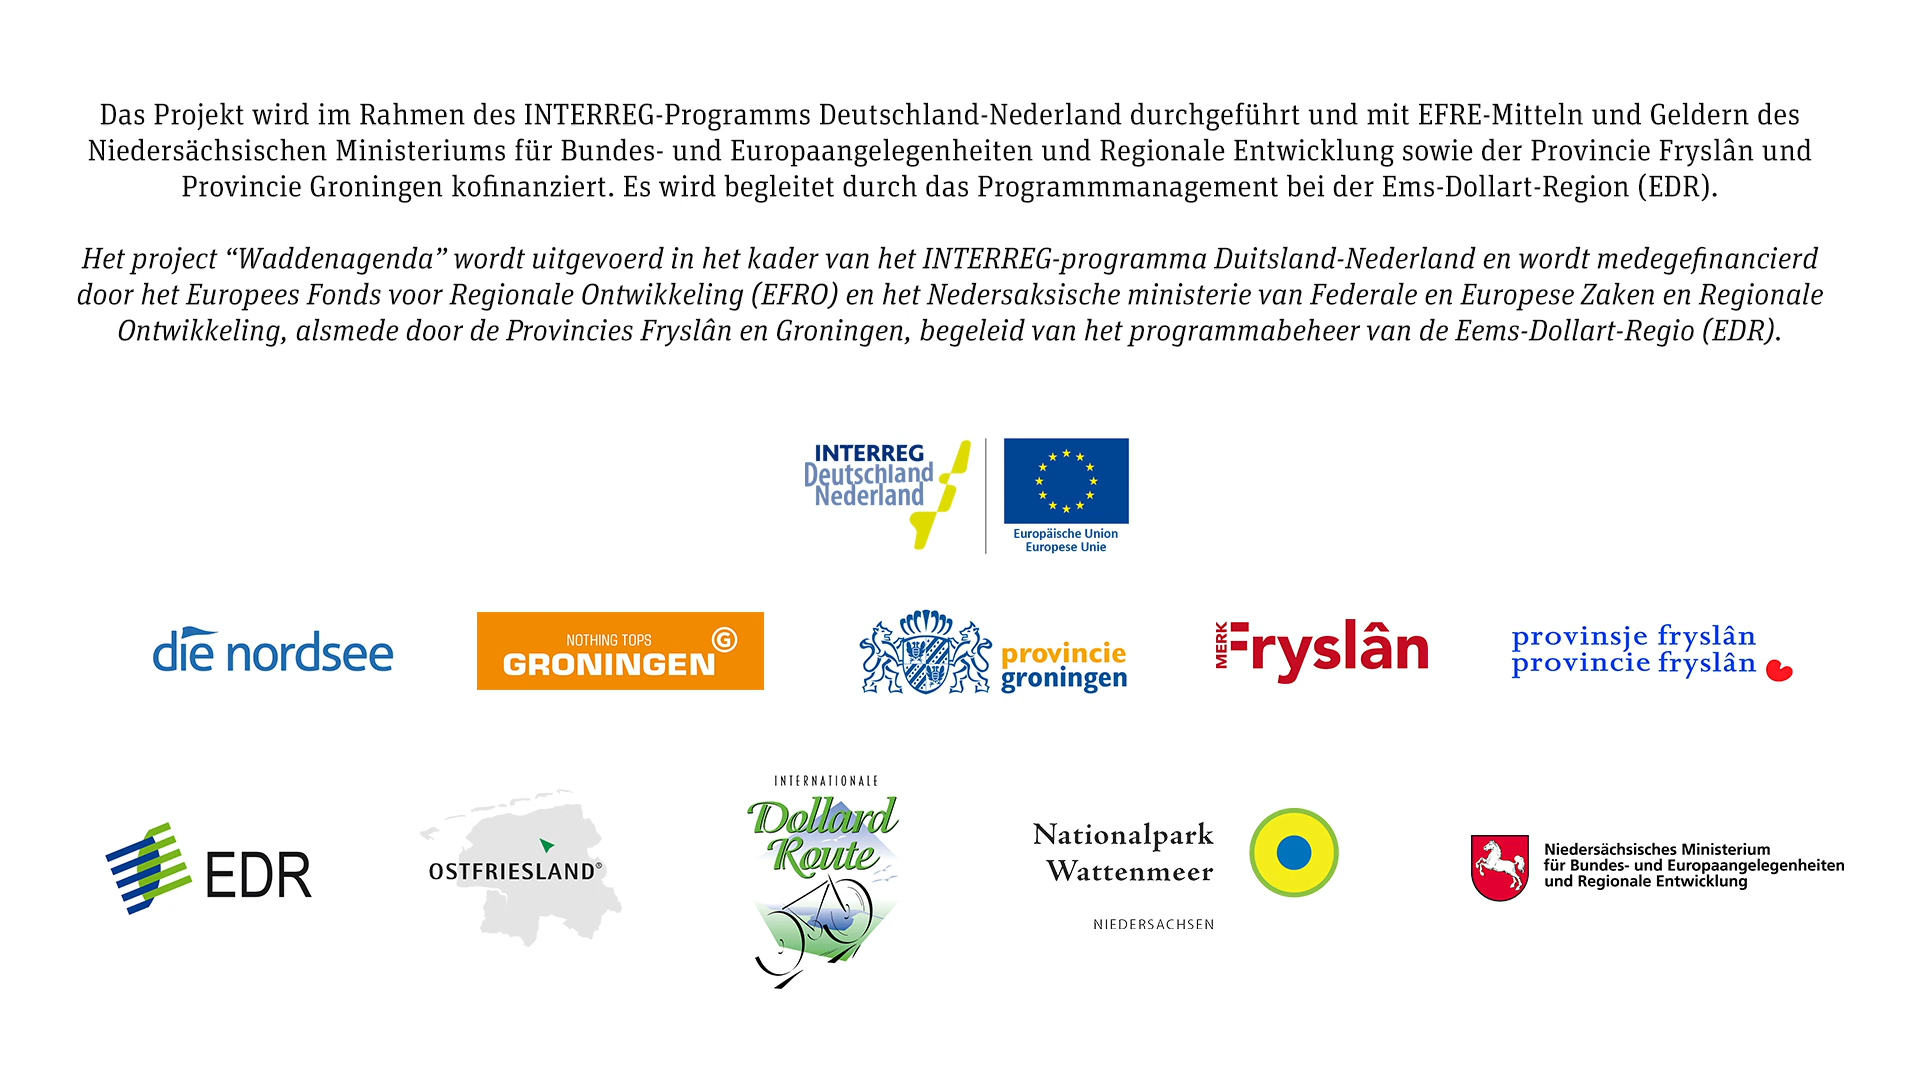 Das Projekt wird im Rahmen des INTERREG-Programms Deutschland-Nederland durchgeführt und mit EFRE-Mitteln und Geldern des
Niedersächsischen Ministeriums für Bundes- und Europaangelegenheiten und Regionale Entwicklung sowie der Provincie Fryslân und
Provincie Groningen kofinanziert. Es wird begleitet durch das Programmmanagement bei der Ems-Dollart-Region (EDR).
Het project “Waddenagenda” wordt uitgevoerd in het kader van het INTERREG-programma Duitsland-Nederland en wordt medegefinancierd
door het Europees Fonds voor Regionale Ontwikkeling (EFRO) en het Nedersaksische ministerie van Federale en Europese Zaken en Regionale
Ontwikkeling, alsmede door de Provincies Fryslân en Groningen, begeleid van het programmabeheer van de Eems-Dollart-Regio (EDR).
INTERREG
Deutschland
Nederland
Europäische Union
Europese Unie
die nordsee
NOTHING TOPS
GRONINGEN
G
provincie
groningen
MERK
Fryslân
provinsje fryslân
provincie fryslân
EDR
OSTFRIESLAND®
INTERNATIONALE
Dollard
Route
Nationalpark
Wattenmeer
NIEDERSACHSEN
Niedersächsisches Ministerium
für Bundes- und Europaangelegenheiten
und Regionale Entwicklung